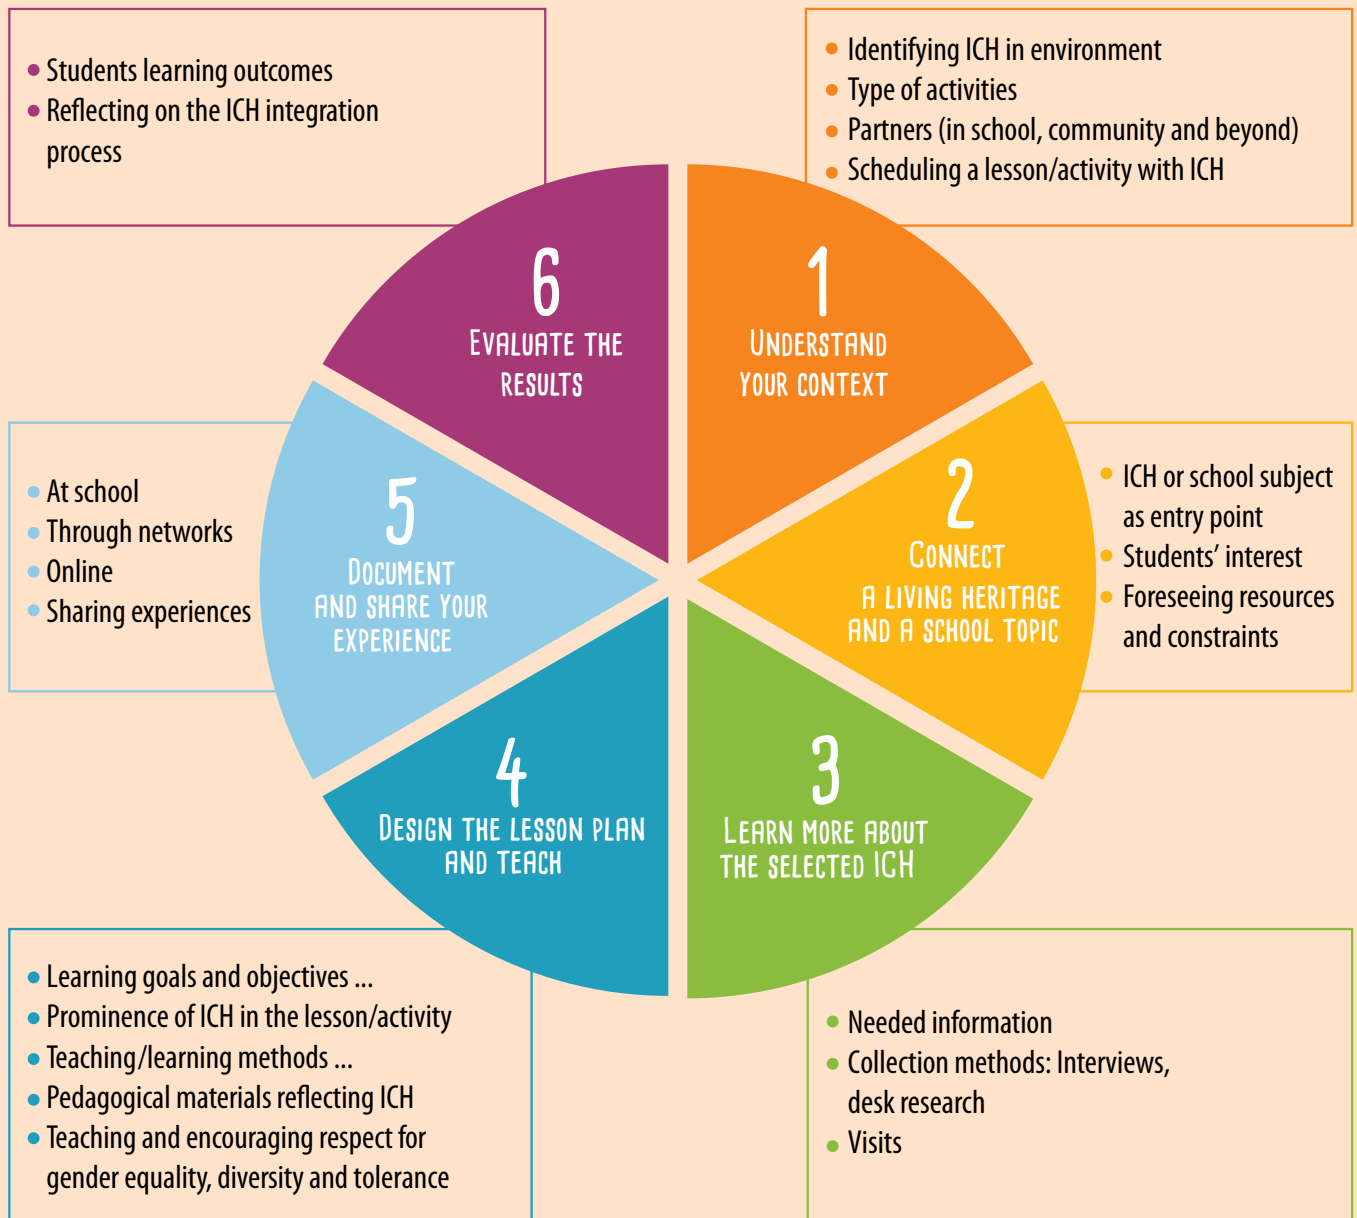 • Students learning outcomes
• Reflecting on the ICH integration
process
• Identifying ICH in environment
• Type of activities
• Partners (in school, community and beyond)
• Scheduling a lesson/activity with ICH
6
EVALUATE THE
RESULTS
1
UNDERSTAND
YOUR CONTEXT
• At school
• Through networks
• Online
• Sharing experiences
5
DOCUMENT
AND SHARE YOUR
EXPERIENCE
2
CONNECT
A LIVING HERITAGE
AND A SCHOOL TOPIC
• ICH or school subject
as entry point
• Students’ interest
• Foreseeing resources
and constraints
4
DESIGN THE LESSON PLAN
AND TEACH
3
LEARN MORE ABOUT
THE SELECTED ICH
• Learning goals and objectives ...
• Prominence of ICH in the lesson/activity
• Teaching/learning methods ...
• Pedagogical materials reflecting ICH
• Teaching and encouraging respect for
gender equality, diversity and tolerance
• Needed information
• Collection methods: Interviews,
desk research
• Visits